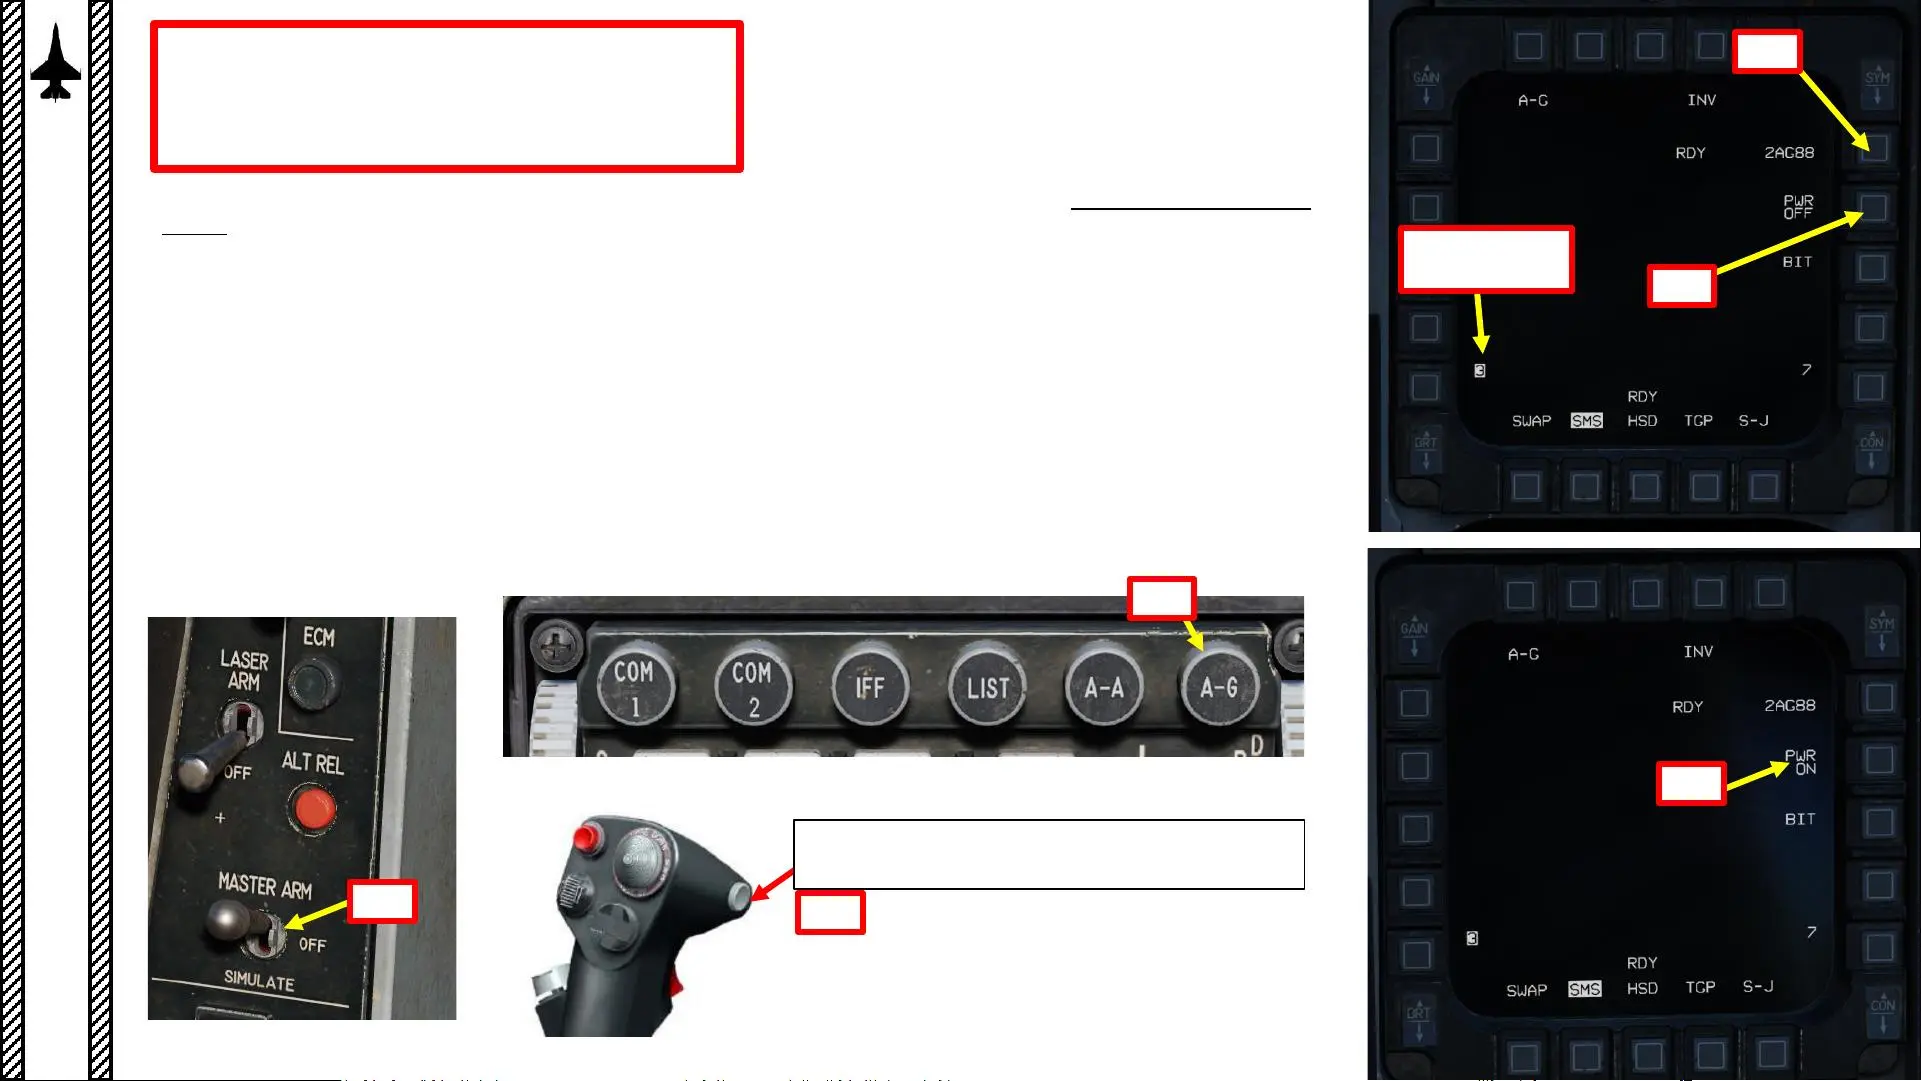 GAIN
SYM
A-G INV
RDY 2AG88
PWR
OFF
BIT
3 7
RDY
SWAP SMS HSD TGP S-J
BRT CON
ECM
LASER
ARM
OFF
ALT REL
+
MASTER ARM
OFF
SIMULATE
COM
1
COM
2
IFF
LIST
A-A
A-G
D
GAIN SYM
A-G INV
RDY 2AG88
PWR
ON
BIT
3 7
RDY
SWAP SMS HSD TGP S-J
BRT CON